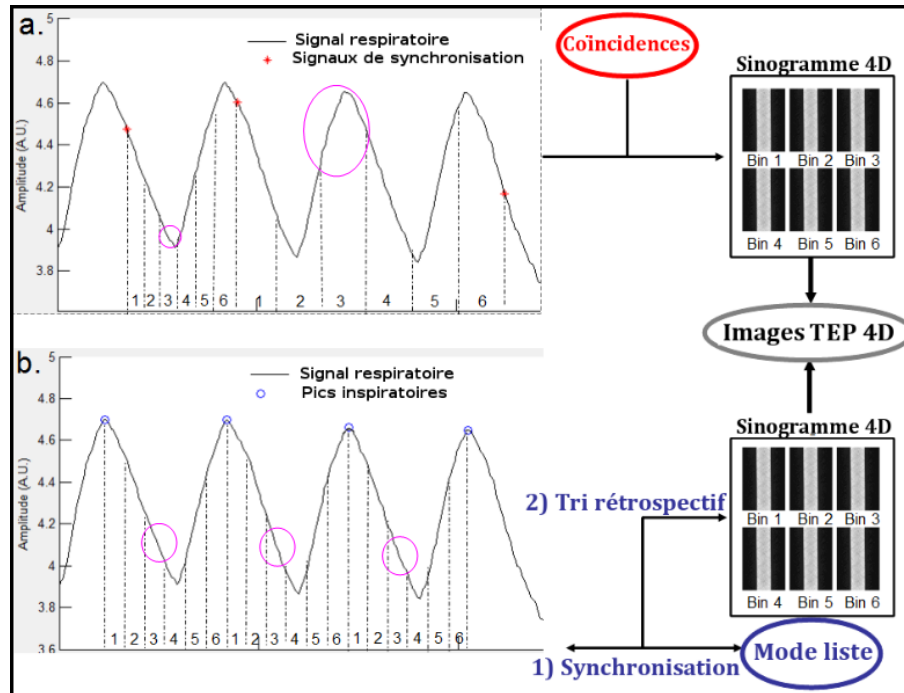 a.
5
4.8
4.6
4.4
4.2
4
3.8
Amplitude (A.U.)
Signal respiratoire
Signaux de synchronisation
1 2 3 4 5 6 1 2 3 4 5 6
Coïncidences
Sinogramme 4D
Bin 1 Bin 2 Bin 3
Bin 4 Bin 5 Bin 6
Images TEP 4D
b.
5
4.8
4.6
4.4
4.2
4
3.8
3.6
Amplitude (A.U.)
Signal respiratoire
Pics inspiratoires
1 2 3 4 5 6 1 2 3 4 5 6 1 2 3 4 5 6
2) Tri rétrospectif
1) Synchronisation
Sinogramme 4D
Bin 1 Bin 2 Bin 3
Bin 4 Bin 5 Bin 6
Mode liste